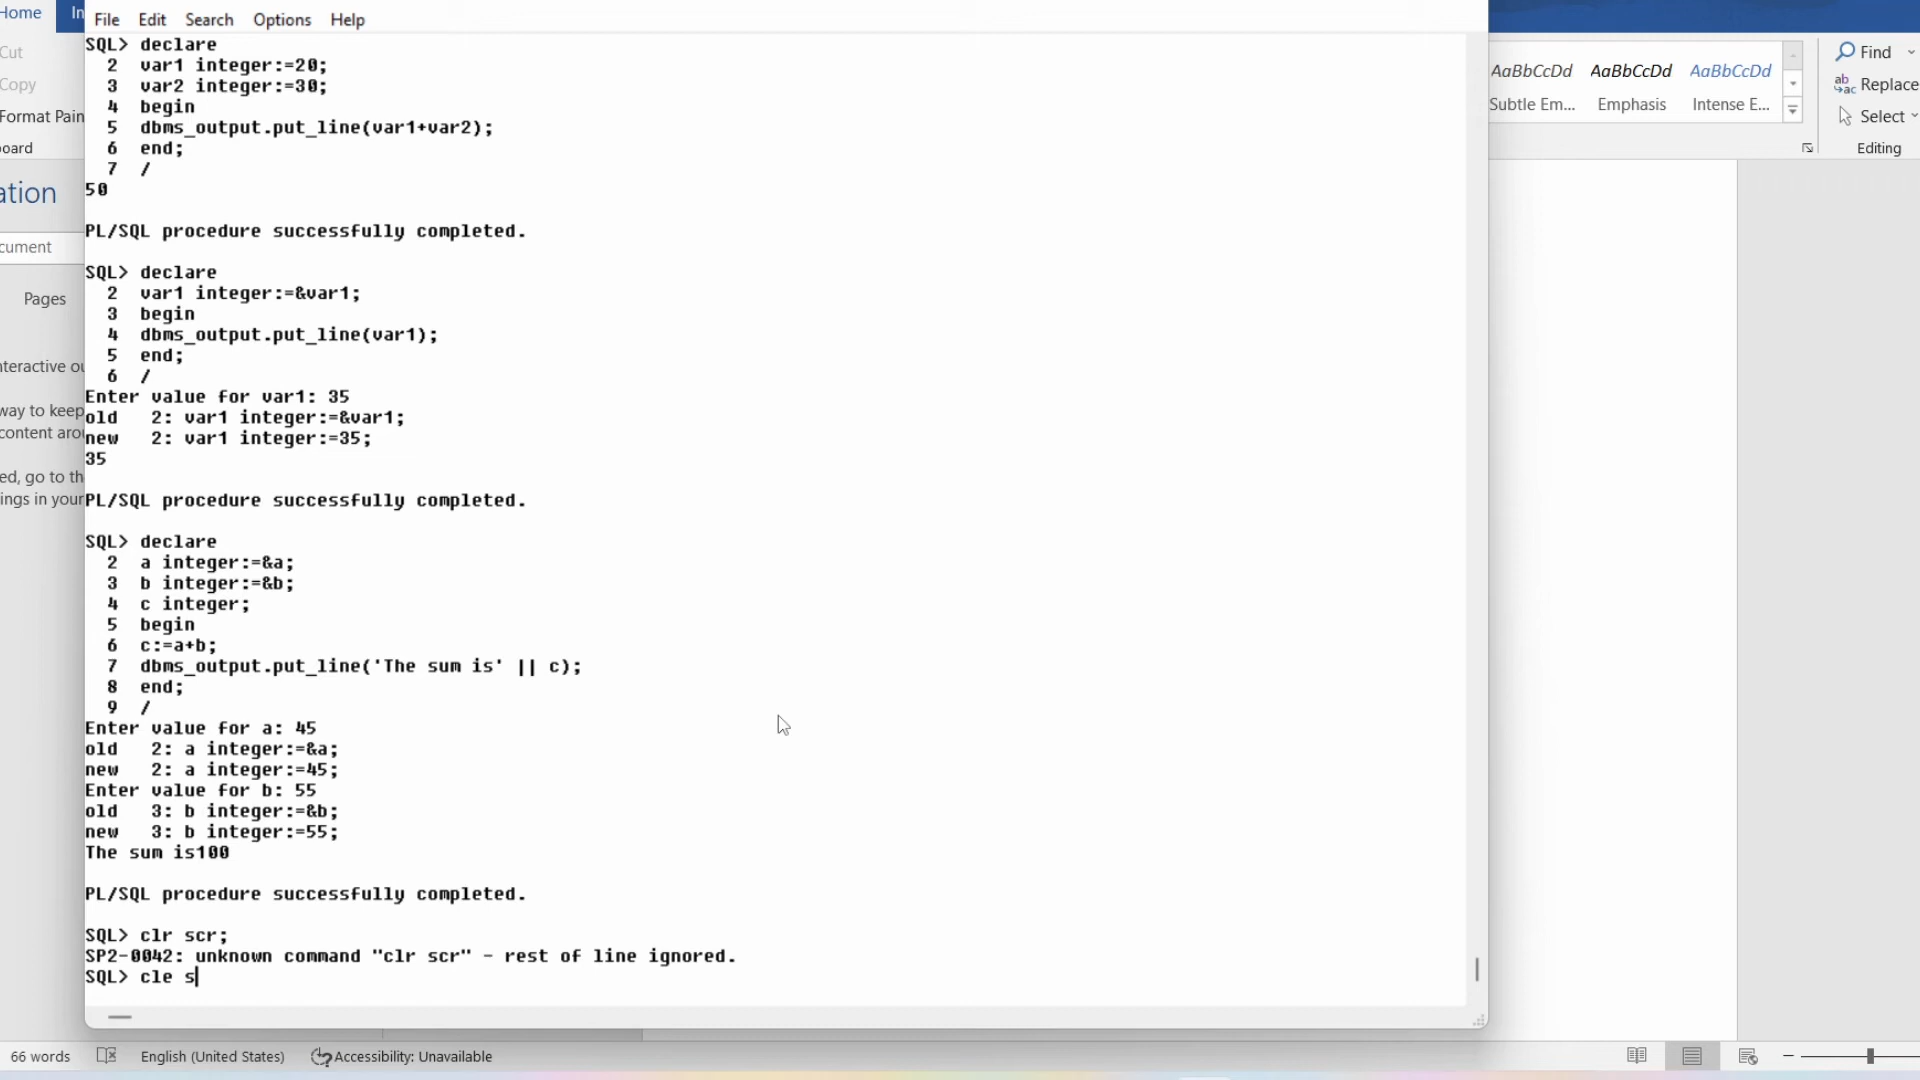 Home
In
Cut
Copy
Format Pain
oard
ation
cument
Pages
nteractive ou
way to keep
content arou
ed, go to th
ings in your
File Edit Search Options Help
SQL> declare
2 var1 integer:=20;
3 var2 integer:=30;
4 begin
5 dbms_output.put_line(var1+var2);
6 end;
7 /
50
PL/SQL procedure successfully completed.
SQL> declare
2 var1 integer:=&var1;
3 begin
4 dbms_output.put_line(var1);
5 end;
6 /
Enter value for var1: 35
old 2: var1 integer:=&var1;
new 2: var1 integer:=35;
35
PL/SQL procedure successfully completed.
SQL> declare
2 a integer:=&a;
3 b integer:=&b;
4 c integer;
5 begin
6 c:=a+b;
7 dbms_output.put_line('The sum is' || c);
8 end;
9 /
Enter value for a: 45
old 2: a integer:=&a;
new 2: a integer:=45;
Enter value for b: 55
old 3: b integer:=&b;
new 3: b integer:=55;
The sum is100
PL/SQL procedure successfully completed.
SQL> clr scr;
SP2-0042: unknown command "clr scr" - rest of line ignored.
SQL> cle s
AaBbCcDd AaBbCcDd AaBbCcDd
Subtle Em... Emphasis Intense E...
Find
Replace
Select
Editing
66 words English (United States) Accessibility: Unavailable